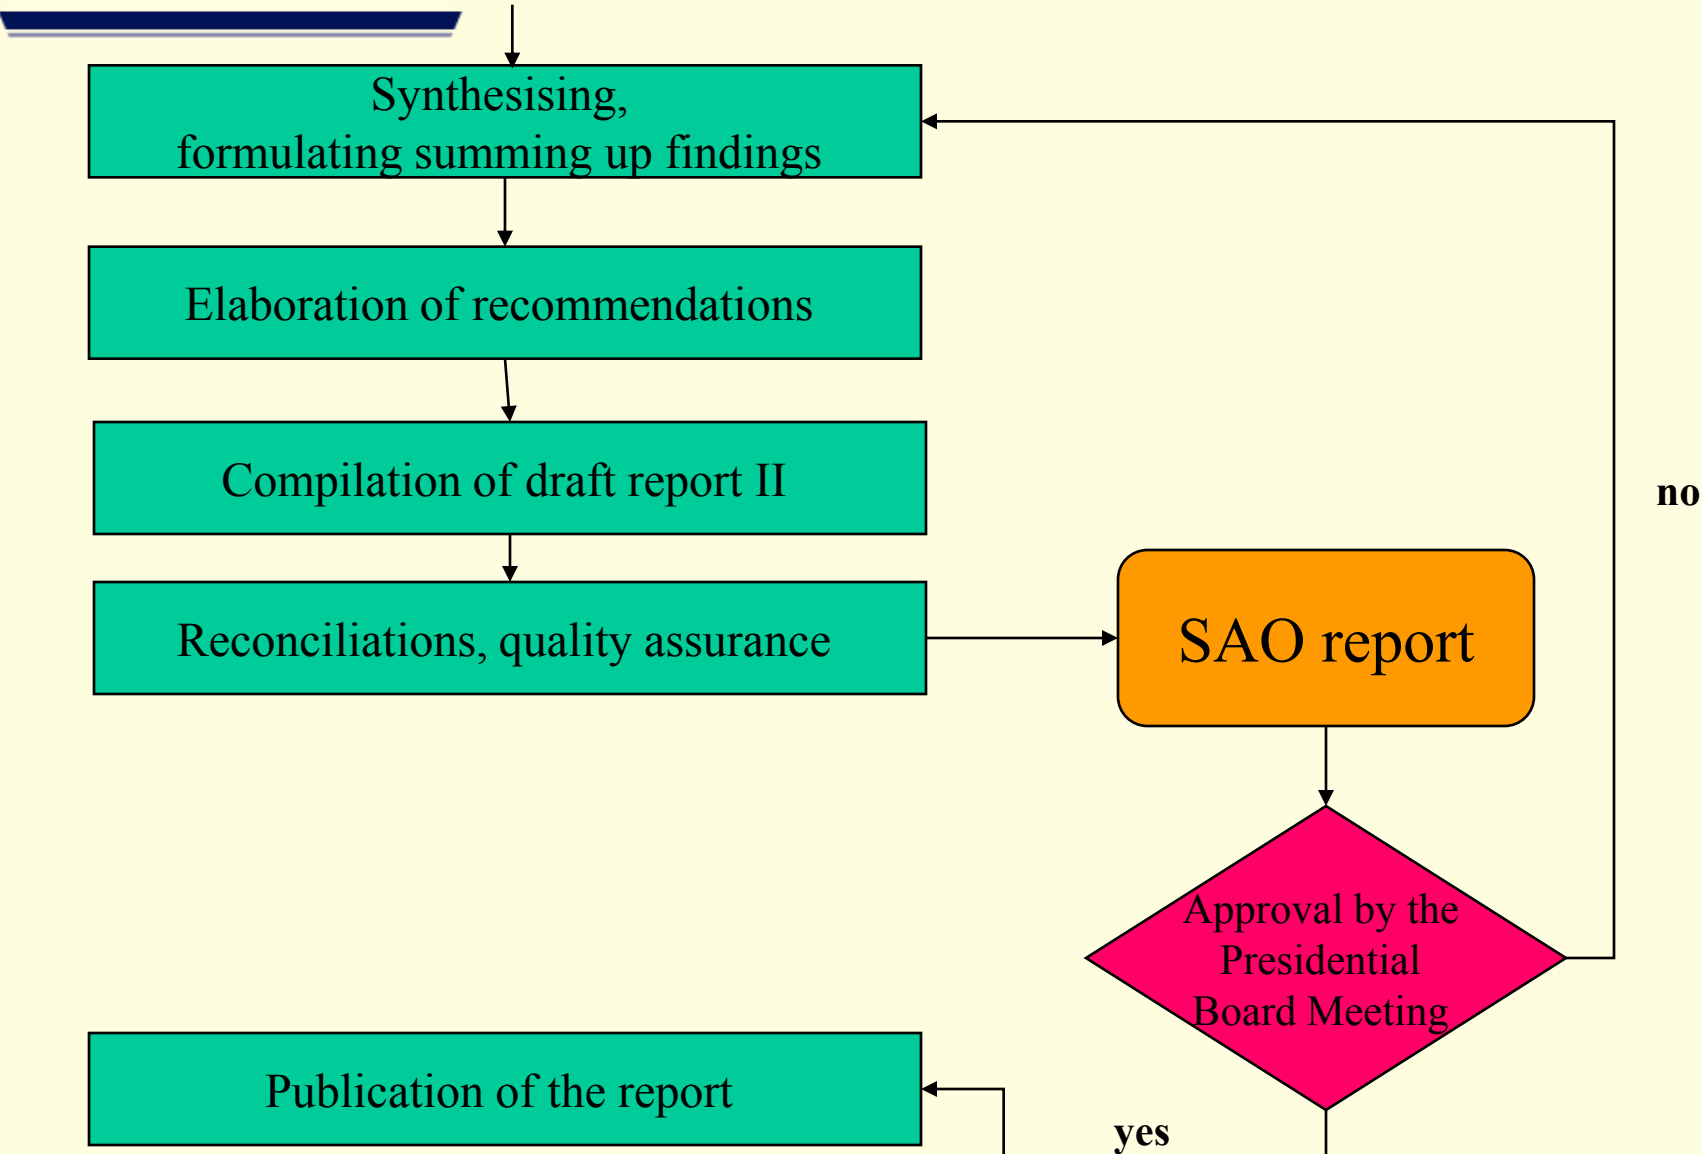 Synthesising,
formulating summing up findings
Elaboration of recommendations
Compilation of draft report II
no
Reconciliations, quality assurance
SAO report
Approval by the
Presidential
Board Meeting
Publication of the report
yes